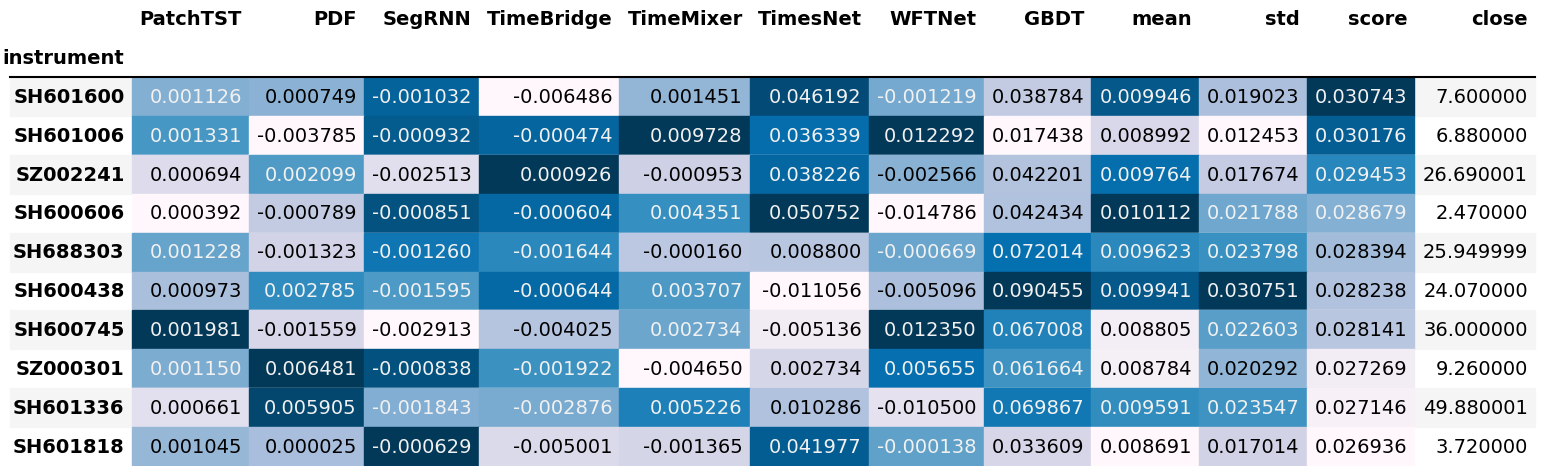 PatchTST PDF SegRNN TimeBridge TimeMixer TimesNet WFTNet GBDT mean std score close
instrument
SH601600 0.001126 0.000749 -0.001032 -0.006486 0.001451 0.046192 -0.001219 0.038784 0.009946 0.019023 0.030743 7.600000
SH601006 0.001331 -0.003785 -0.000932 -0.000474 0.009728 0.036339 0.012292 0.017438 0.008992 0.012453 0.030176 6.880000
SZ002241 0.000694 0.002099 -0.002513 0.000926 -0.000953 0.038226 -0.002566 0.042201 0.009764 0.017674 0.029453 26.690001
SH600606 0.000392 -0.000789 -0.000851 -0.000604 0.004351 0.050752 -0.014786 0.042434 0.010112 0.021788 0.028679 2.470000
SH688303 0.001228 -0.001323 -0.001260 -0.001644 -0.000160 0.008800 -0.000669 0.072014 0.009623 0.023798 0.028394 25.949999
SH600438 0.000973 0.002785 -0.001595 -0.000644 0.003707 -0.011056 -0.005096 0.090455 0.009941 0.030751 0.028238 24.070000
SH600745 0.001981 -0.001559 -0.002913 -0.004025 0.002734 -0.005136 0.012350 0.067008 0.008805 0.022603 0.028141 36.000000
SZ000301 0.001150 0.006481 -0.000838 -0.001922 -0.004650 0.002734 0.005655 0.061664 0.008784 0.020292 0.027269 9.260000
SH601336 0.000661 0.005905 -0.001843 -0.002876 0.005226 0.010286 -0.010500 0.069867 0.009591 0.023547 0.027146 49.880001
SH601818 0.001045 0.000025 -0.000629 -0.005001 -0.001365 0.041977 -0.000138 0.033609 0.008691 0.017014 0.026936 3.720000